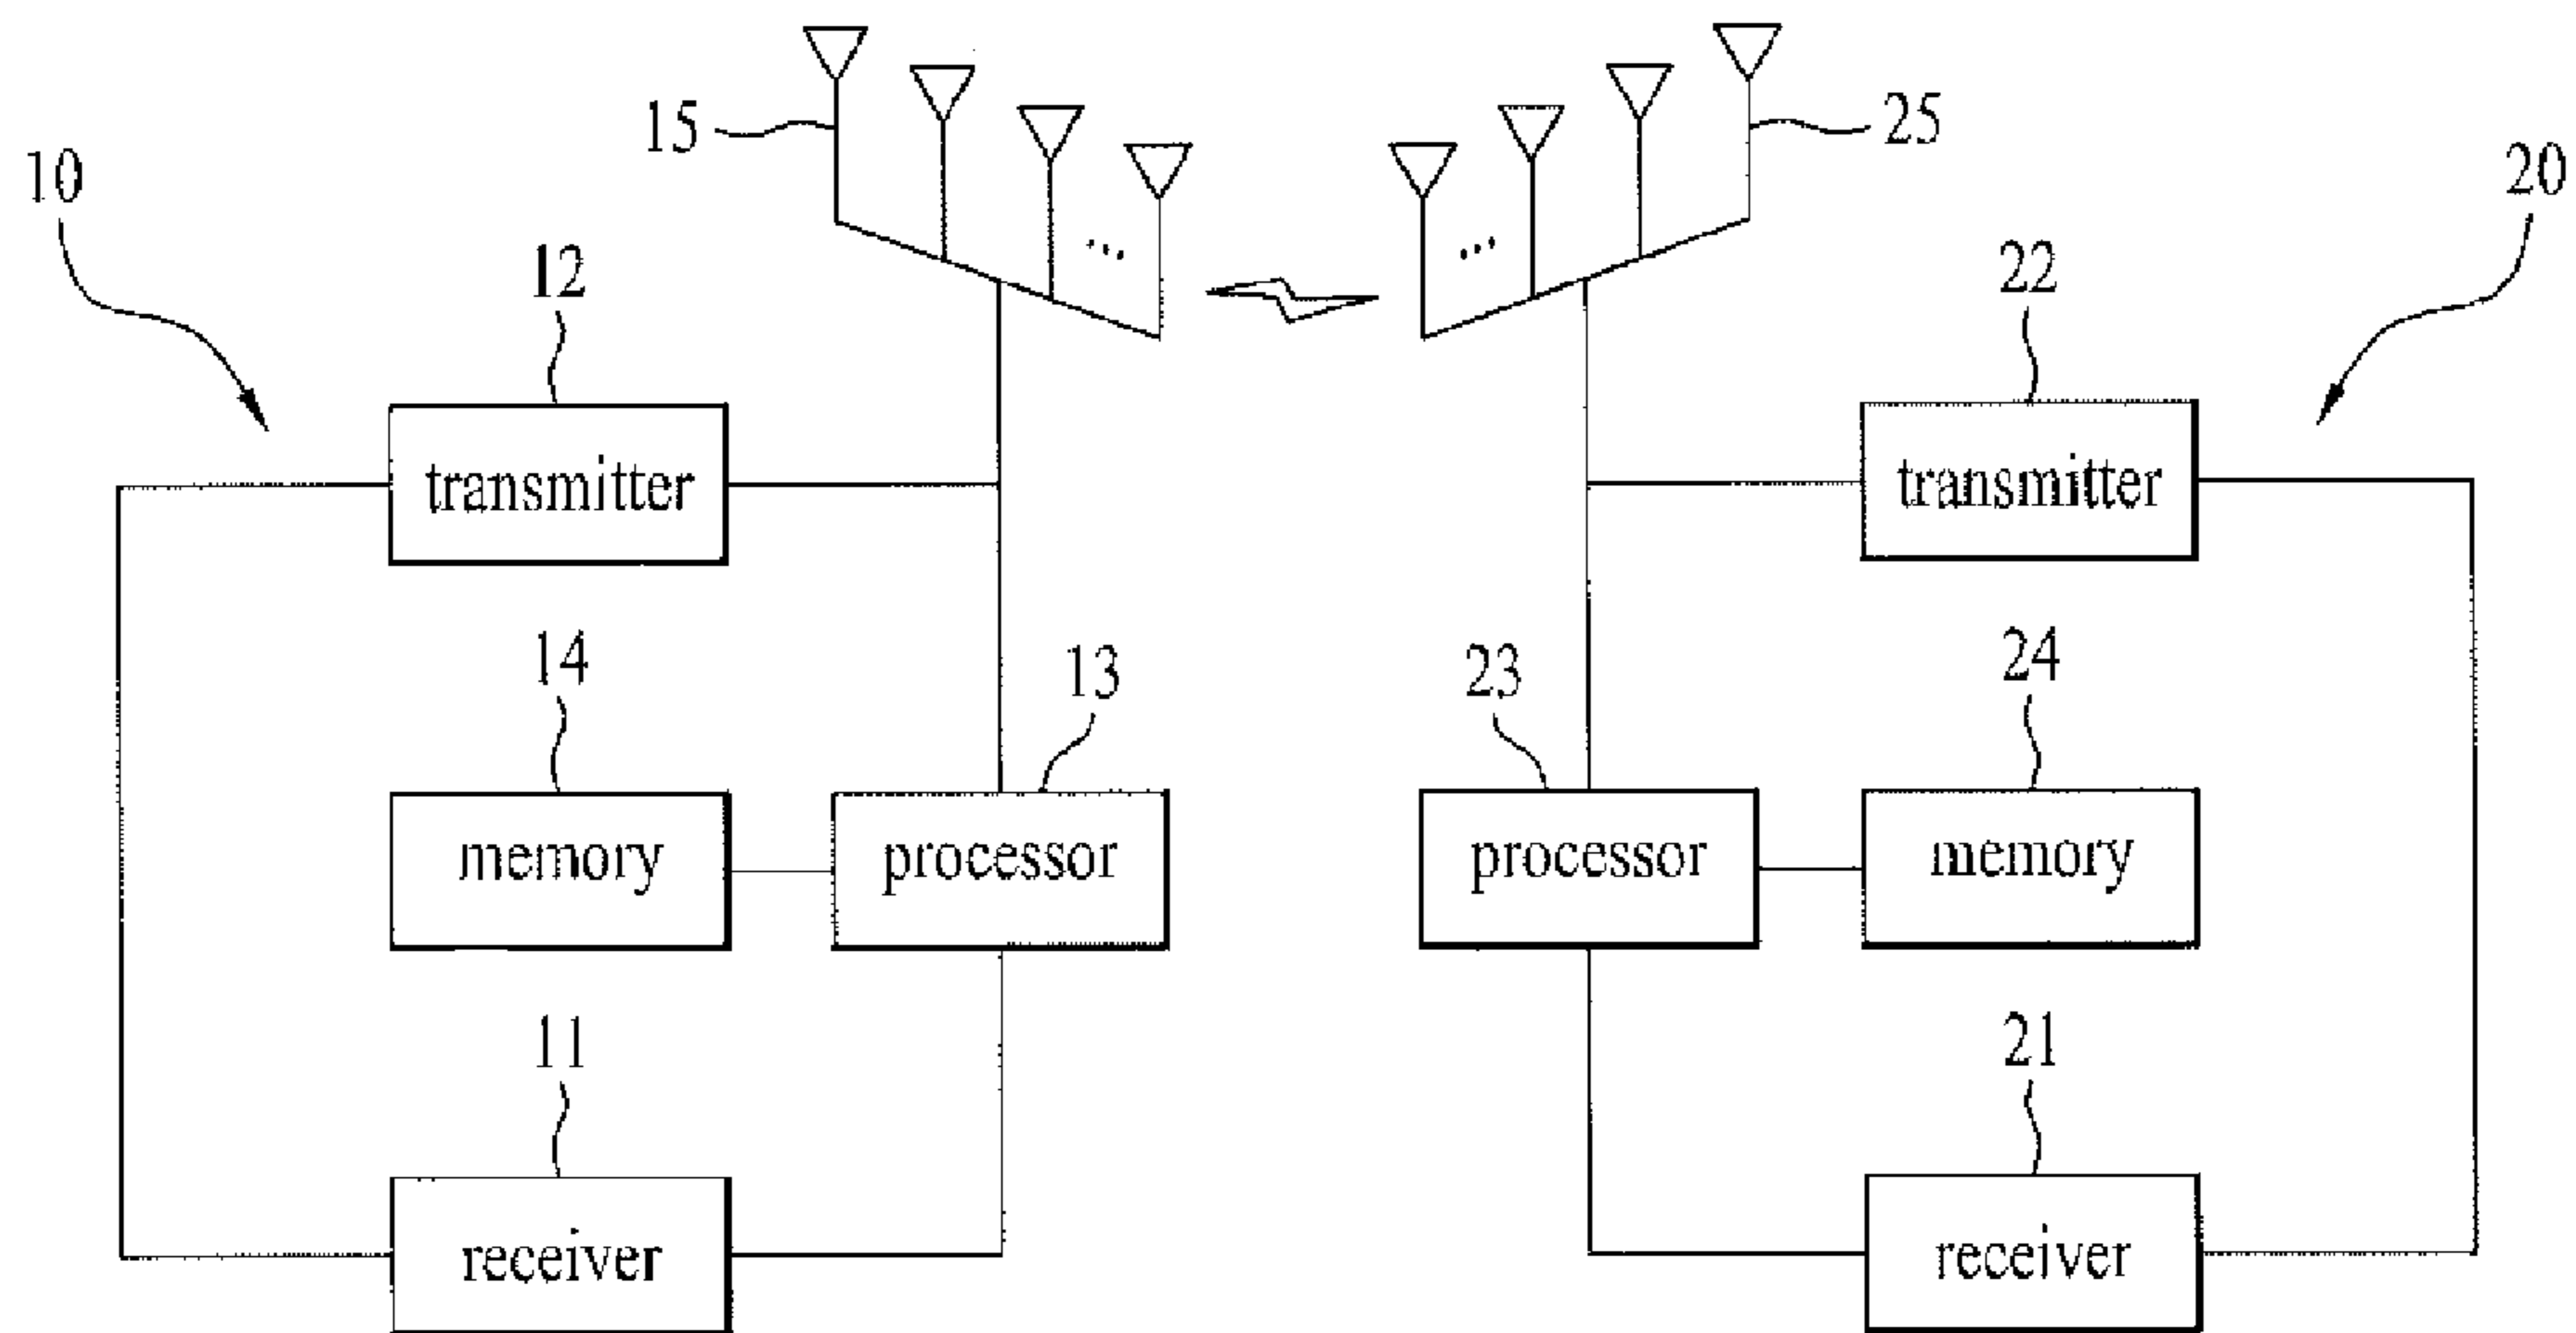 15
25
10
20
12
22
transmitter
transmitter
14
13
23
24
memory
processor
processor
memory
11
21
receiver
receiver